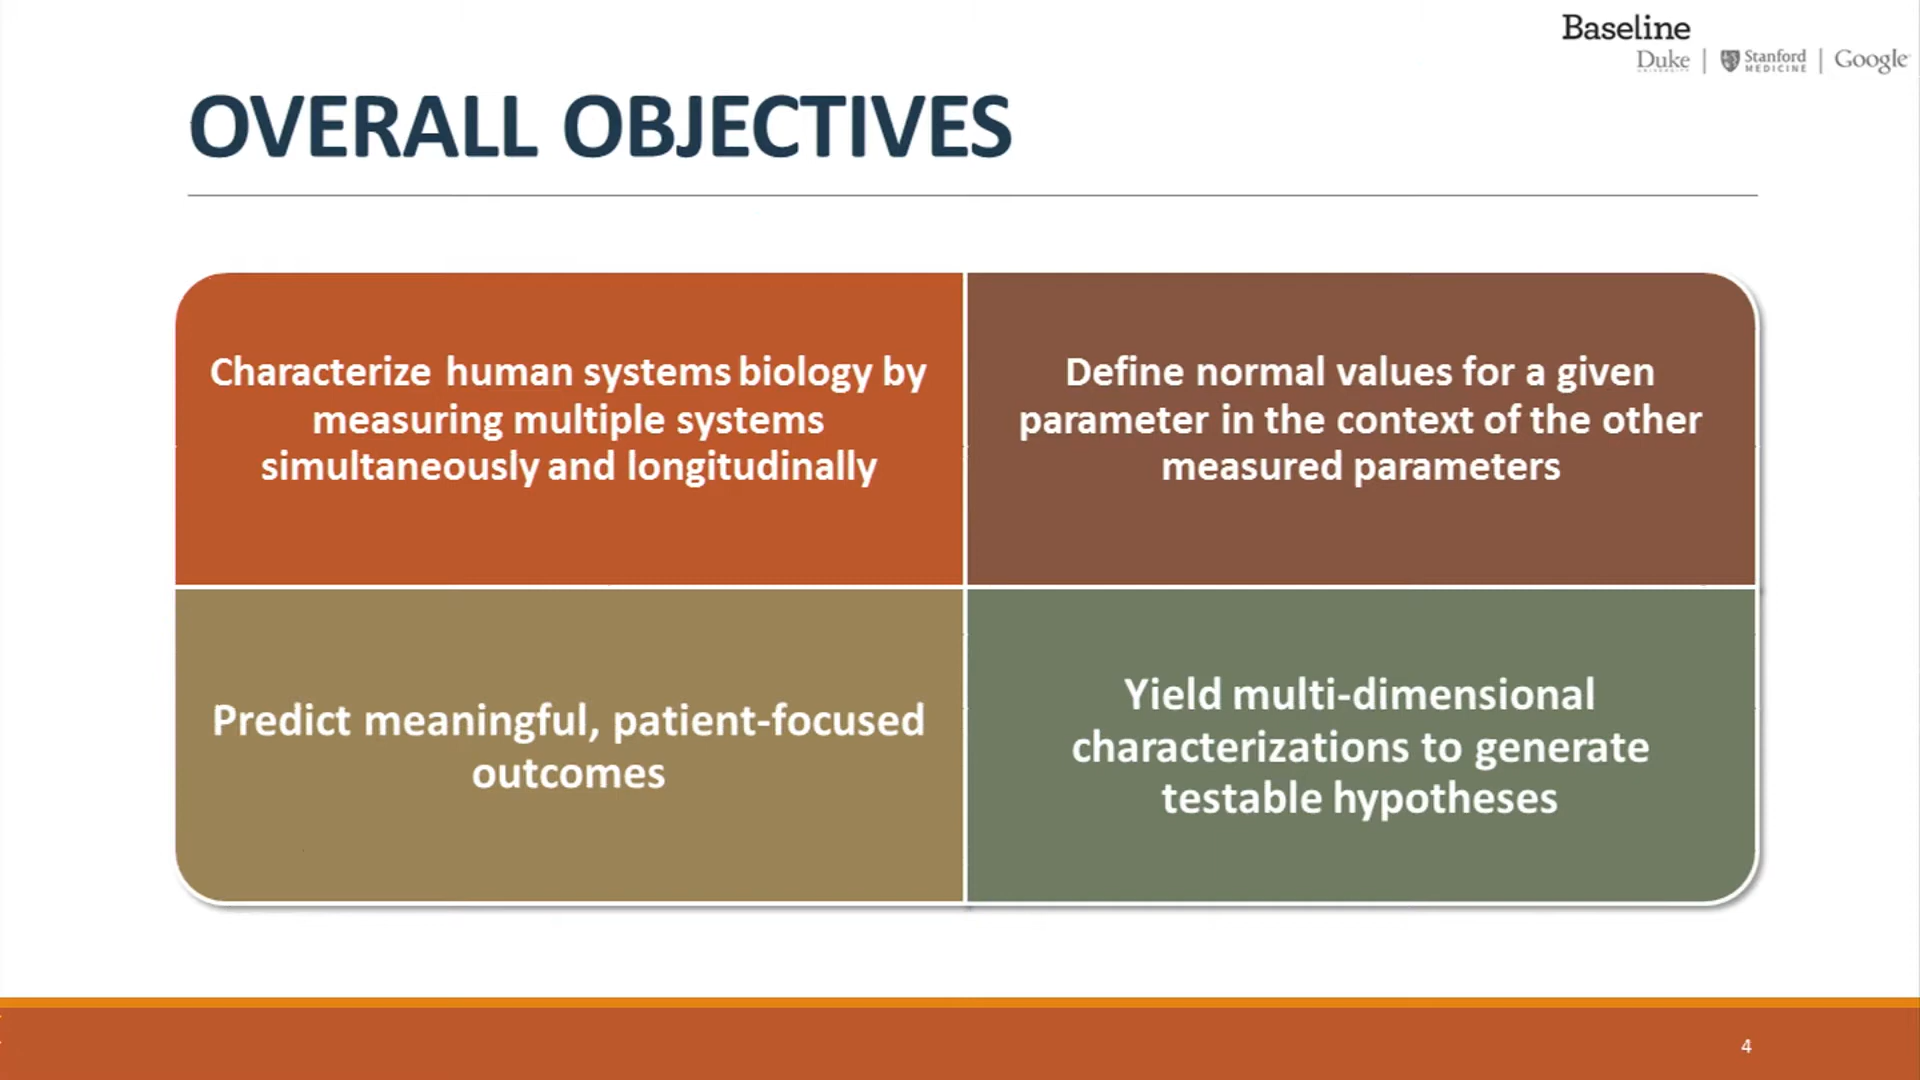 Baseline
Duke UNIVERSITY | Stanford MEDICINE | Google
OVERALL OBJECTIVES
Characterize human systems biology by
measuring multiple systems
simultaneously and longitudinally
Define normal values for a given
parameter in the context of the other
measured parameters
Predict meaningful, patient-focused
outcomes
Yield multi-dimensional
characterizations to generate
testable hypotheses
4